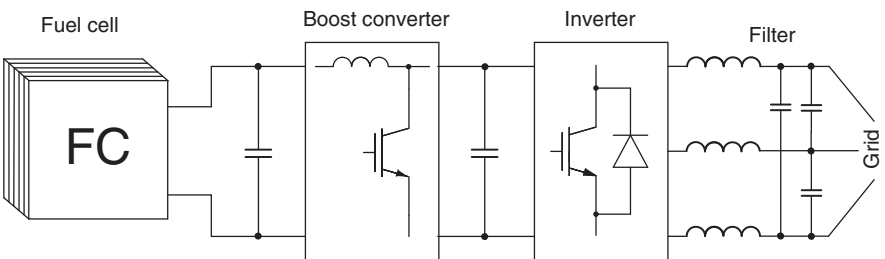 Fuel cell
Boost converter
Inverter
Filter
FC
Grid